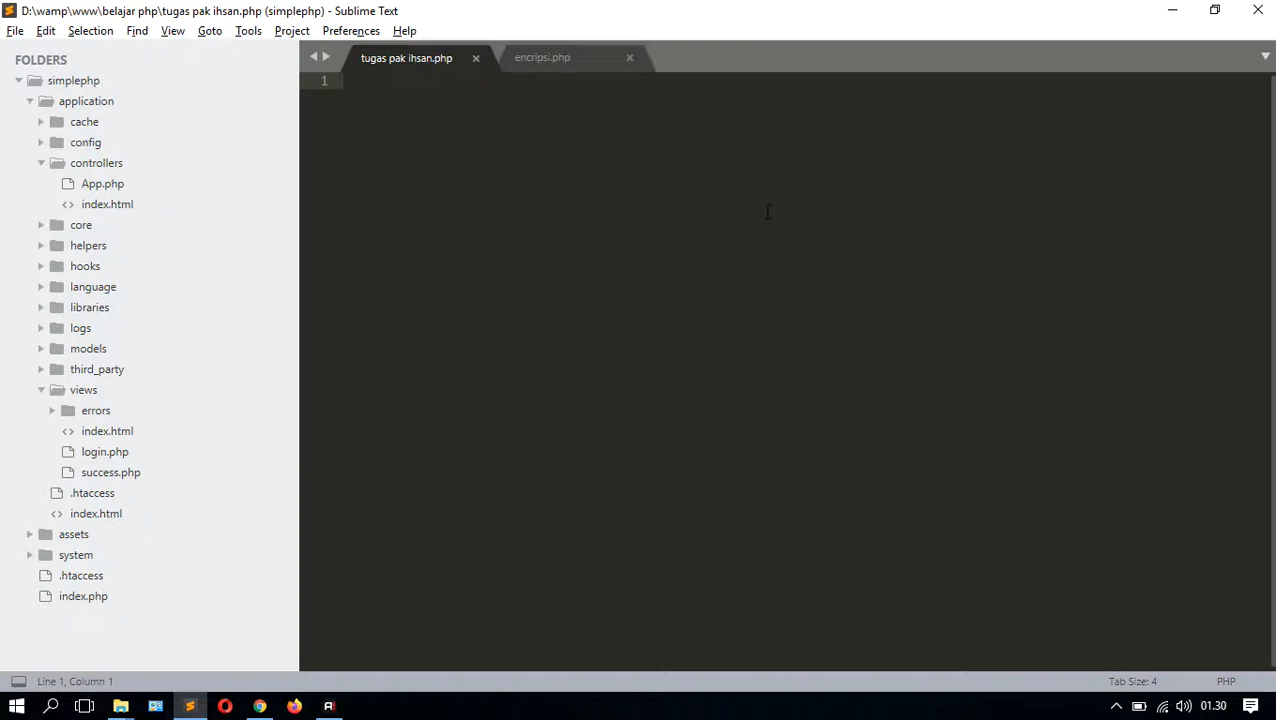 D:\wamp\www\belajar php\tugas pak ihsan.php (simplephp) - Sublime Text
File Edit Selection Find View Goto Tools Project Preferences Help
FOLDERS
simplephp
application
cache
config
controllers
App.php
<> index.html
core
helpers
hooks
language
libraries
logs
models
third_party
views
errors
<> index.html
login.php
success.php
.htaccess
<> index.html
assets
system
.htaccess
index.php
tugas pak ihsan.php × encripsi.php ×
1
Line 1, Column 1 Tab Size: 4 PHP
01.30